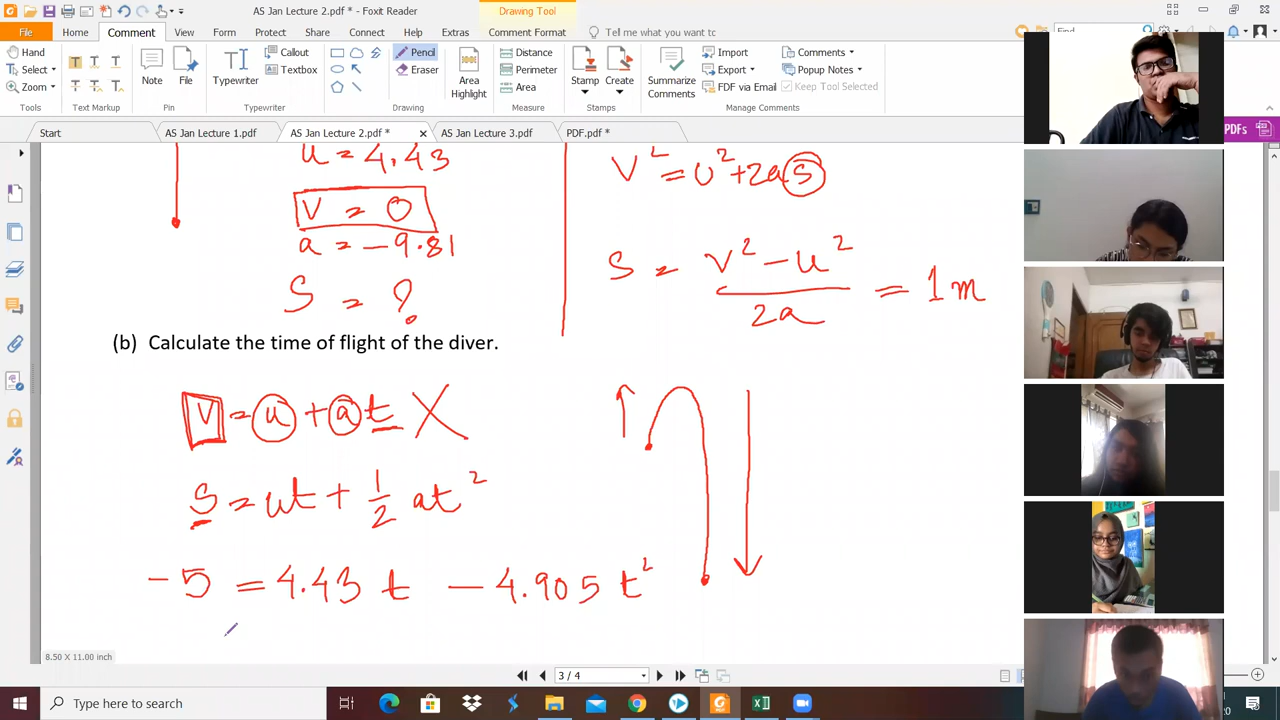 AS Jan Lecture 2.pdf * - Foxit Reader
Drawing Tool
File Home Comment View Form Protect Share Connect Help Extras Comment Format Tell me what you want tc Find
Hand
Select
Zoom
Tools
Text Markup
Note
File
Pin
Typewriter
Callout
Textbox
Typewriter
Pencil
Eraser
Drawing
Area Highlight
Distance
Perimeter
Area
Measure
Stamp
Create
Stamps
Summarize Comments
Import
Export
FDF via Email
Comments
Popup Notes
Keep Tool Selected
Manage Comments
Start AS Jan Lecture 1.pdf AS Jan Lecture 2.pdf * AS Jan Lecture 3.pdf PDF.pdf * PDFs
u = 4.43
V = 0
a = -9.81
S = ?
V² = u² + 2aS
S = V² - u² / 2a = 1m
(b) Calculate the time of flight of the diver.
V = u + at X
S = ut + 1/2 at²
- 5 = 4.43 t - 4.905 t²
8.50 X 11.00 inch
3 / 4
Type here to search
20